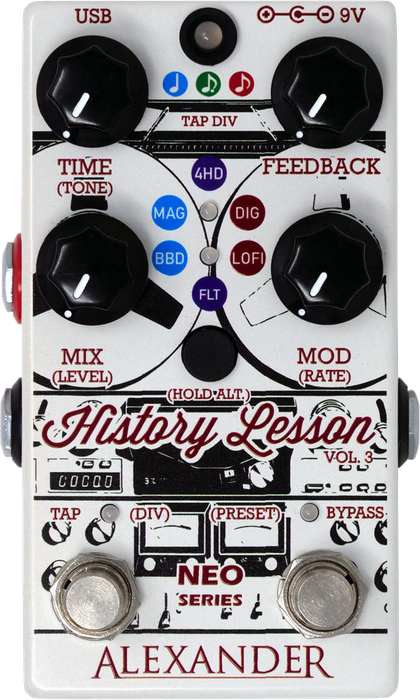 USB
9V
TAP DIV
TIME
(TONE)
FEEDBACK
4HD
MAG
DIG
BBD
LOFI
FLT
MIX
(LEVEL)
MOD
(RATE)
(HOLD ALT.)
History Lesson
VOL. 3
00000
TAP
(DIV)
(PRESET)
BYPASS
NEO
SERIES
ALEXANDER